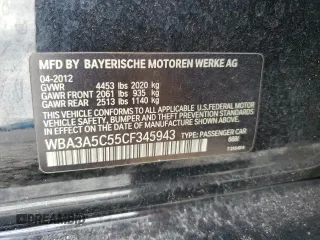 MFD BY BAYERISCHE MOTOREN WERKE AG
04-2012
GVWR 4453 lbs 2020 kg
GAWR FRONT 2061 lbs 935 kg
GAWR REAR 2513 lbs 1140 kg
THIS VEHICLE CONFORMS TO ALL
APPLICABLE U.S. FEDERAL MOTOR
VEHICLE SAFETY, BUMPER
AND THEFT PREVENTION STANDARDS
IN EFFECT ON THE DATE OF
MANUFACTURE SHOWN ABOVE
WBA3A5C55CF345943
TYPE: PASSENGER CAR